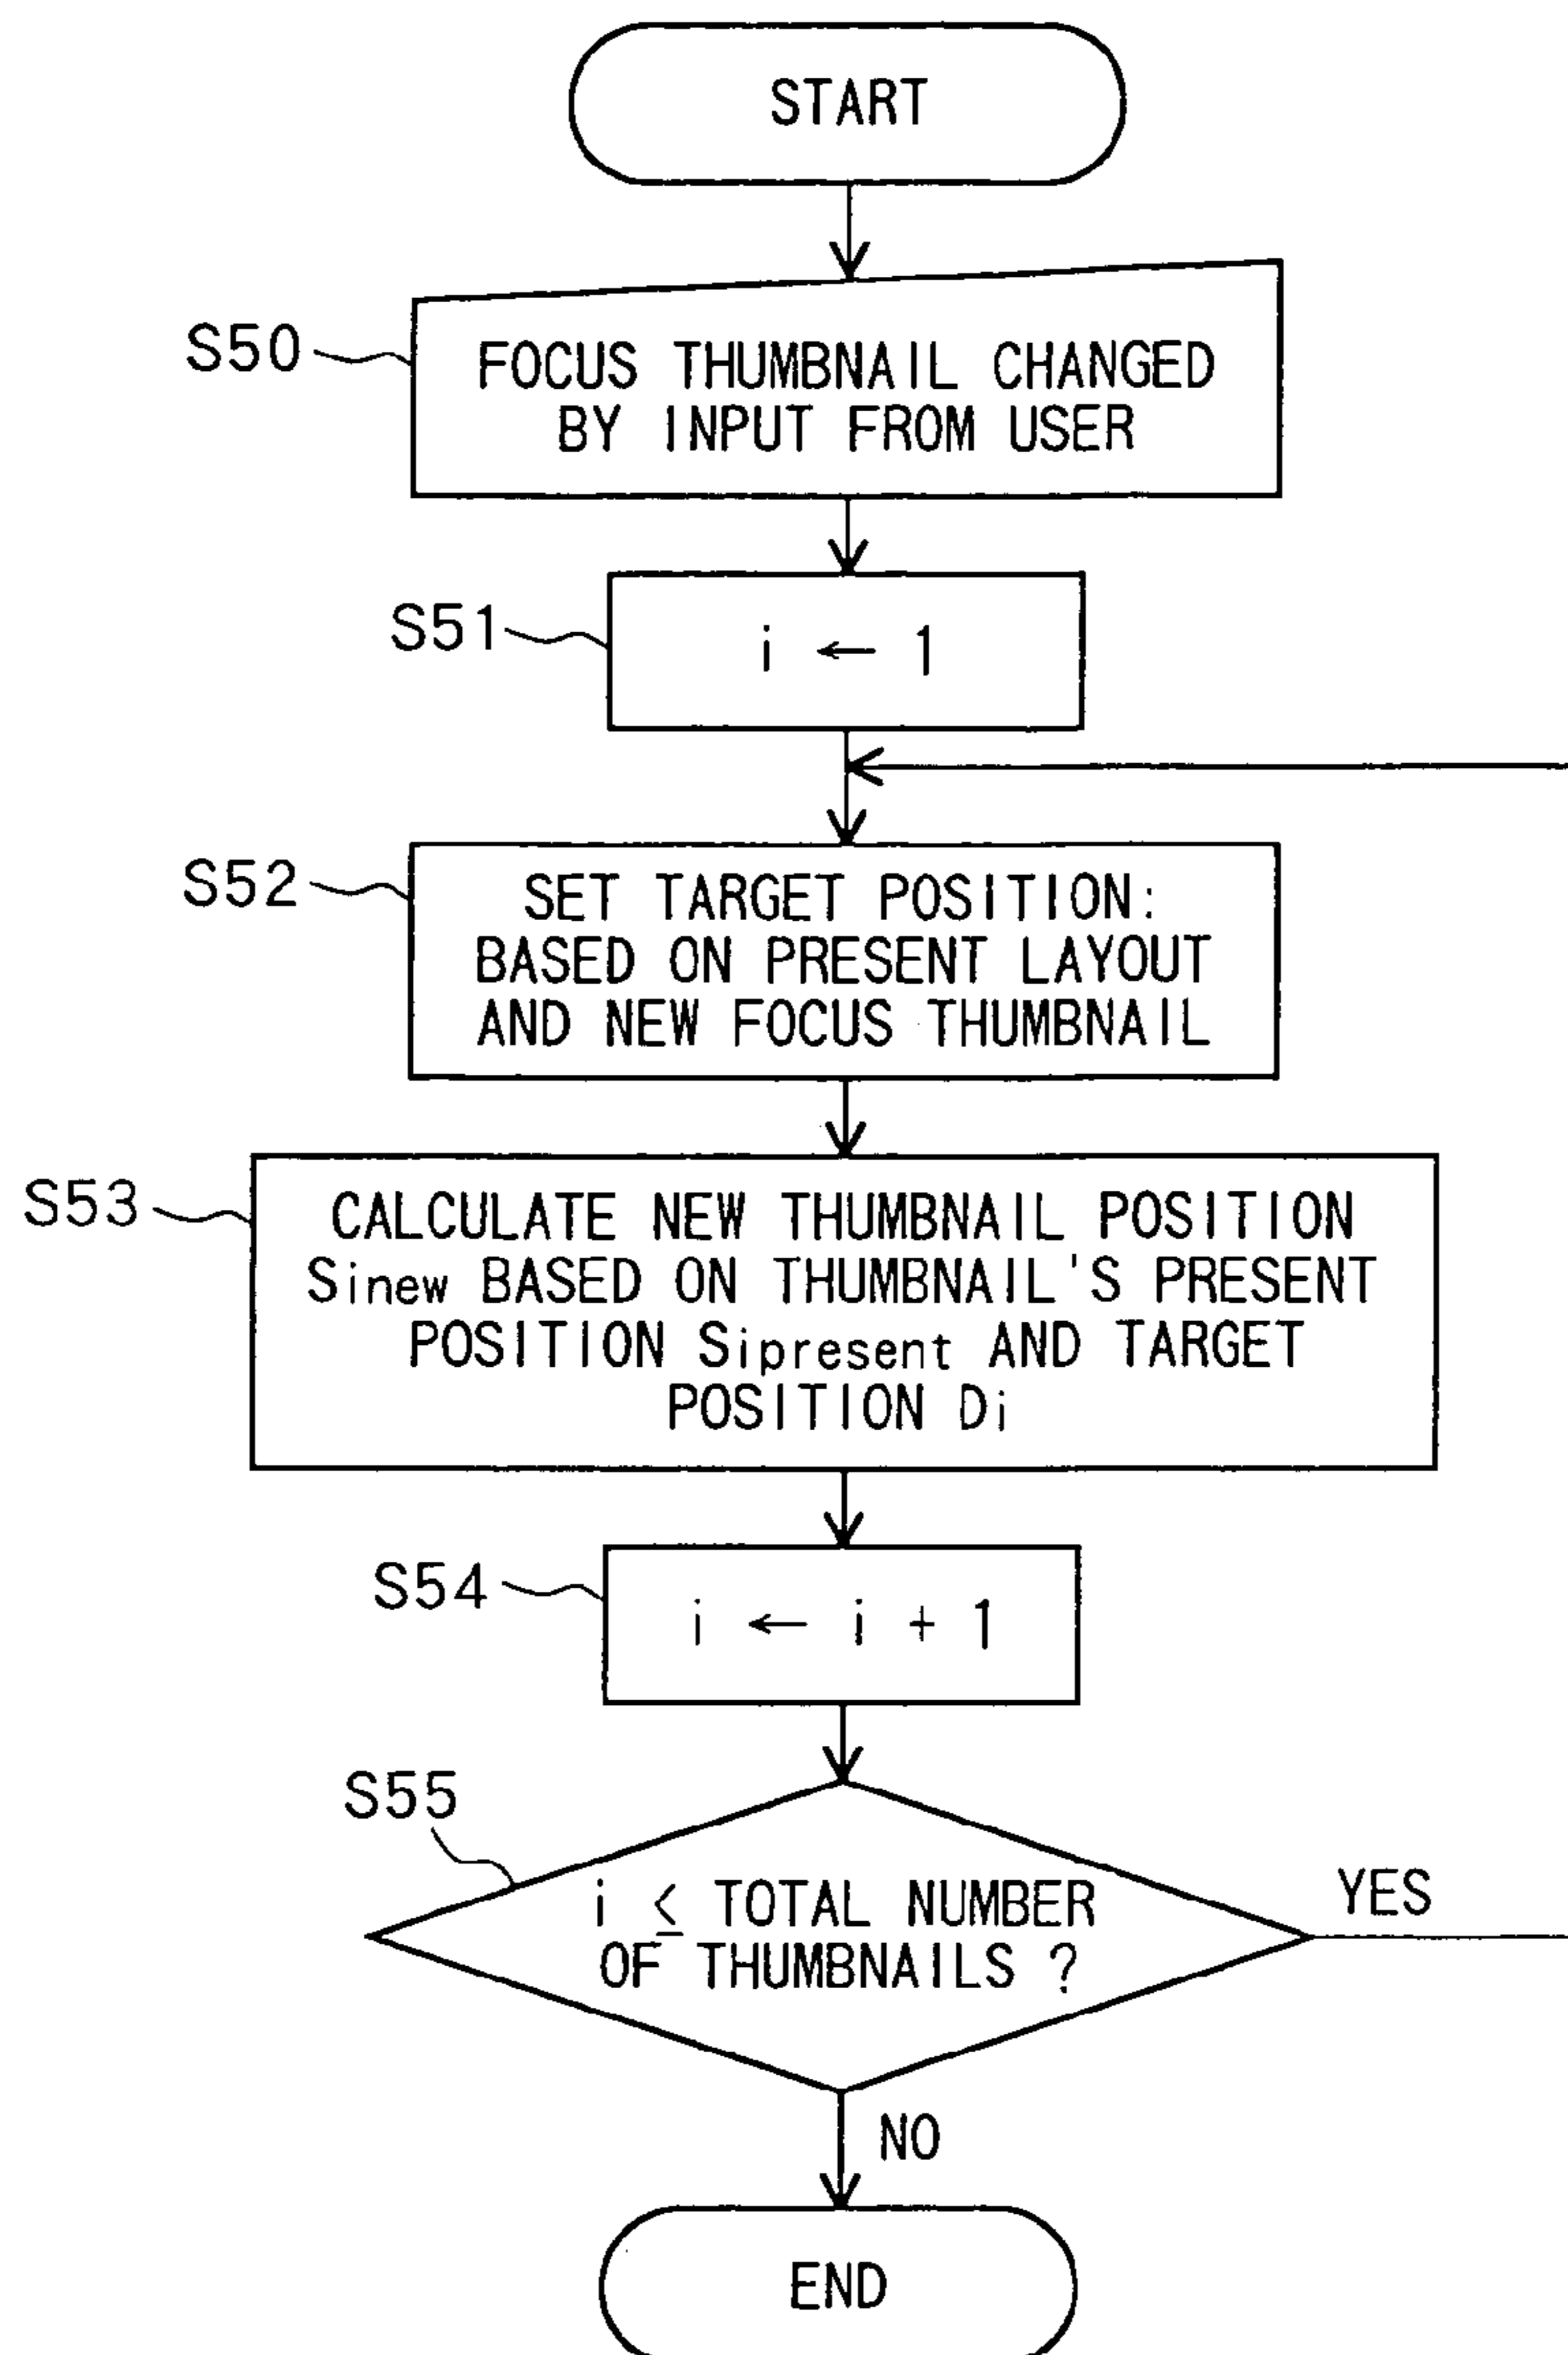 START
S50
FOCUS THUMBNAIL CHANGED
BY INPUT FROM USER
S51
i ← 1
S52
SET TARGET POSITION:
BASED ON PRESENT LAYOUT
AND NEW FOCUS THUMBNAIL
S53
CALCULATE NEW THUMBNAIL POSITION
Sinew BASED ON THUMBNAIL'S PRESENT
POSITION Sipresent AND TARGET
POSITION Di
S54
i ← i + 1
S55
i ≤ TOTAL NUMBER
OF THUMBNAILS ?
YES
NO
END